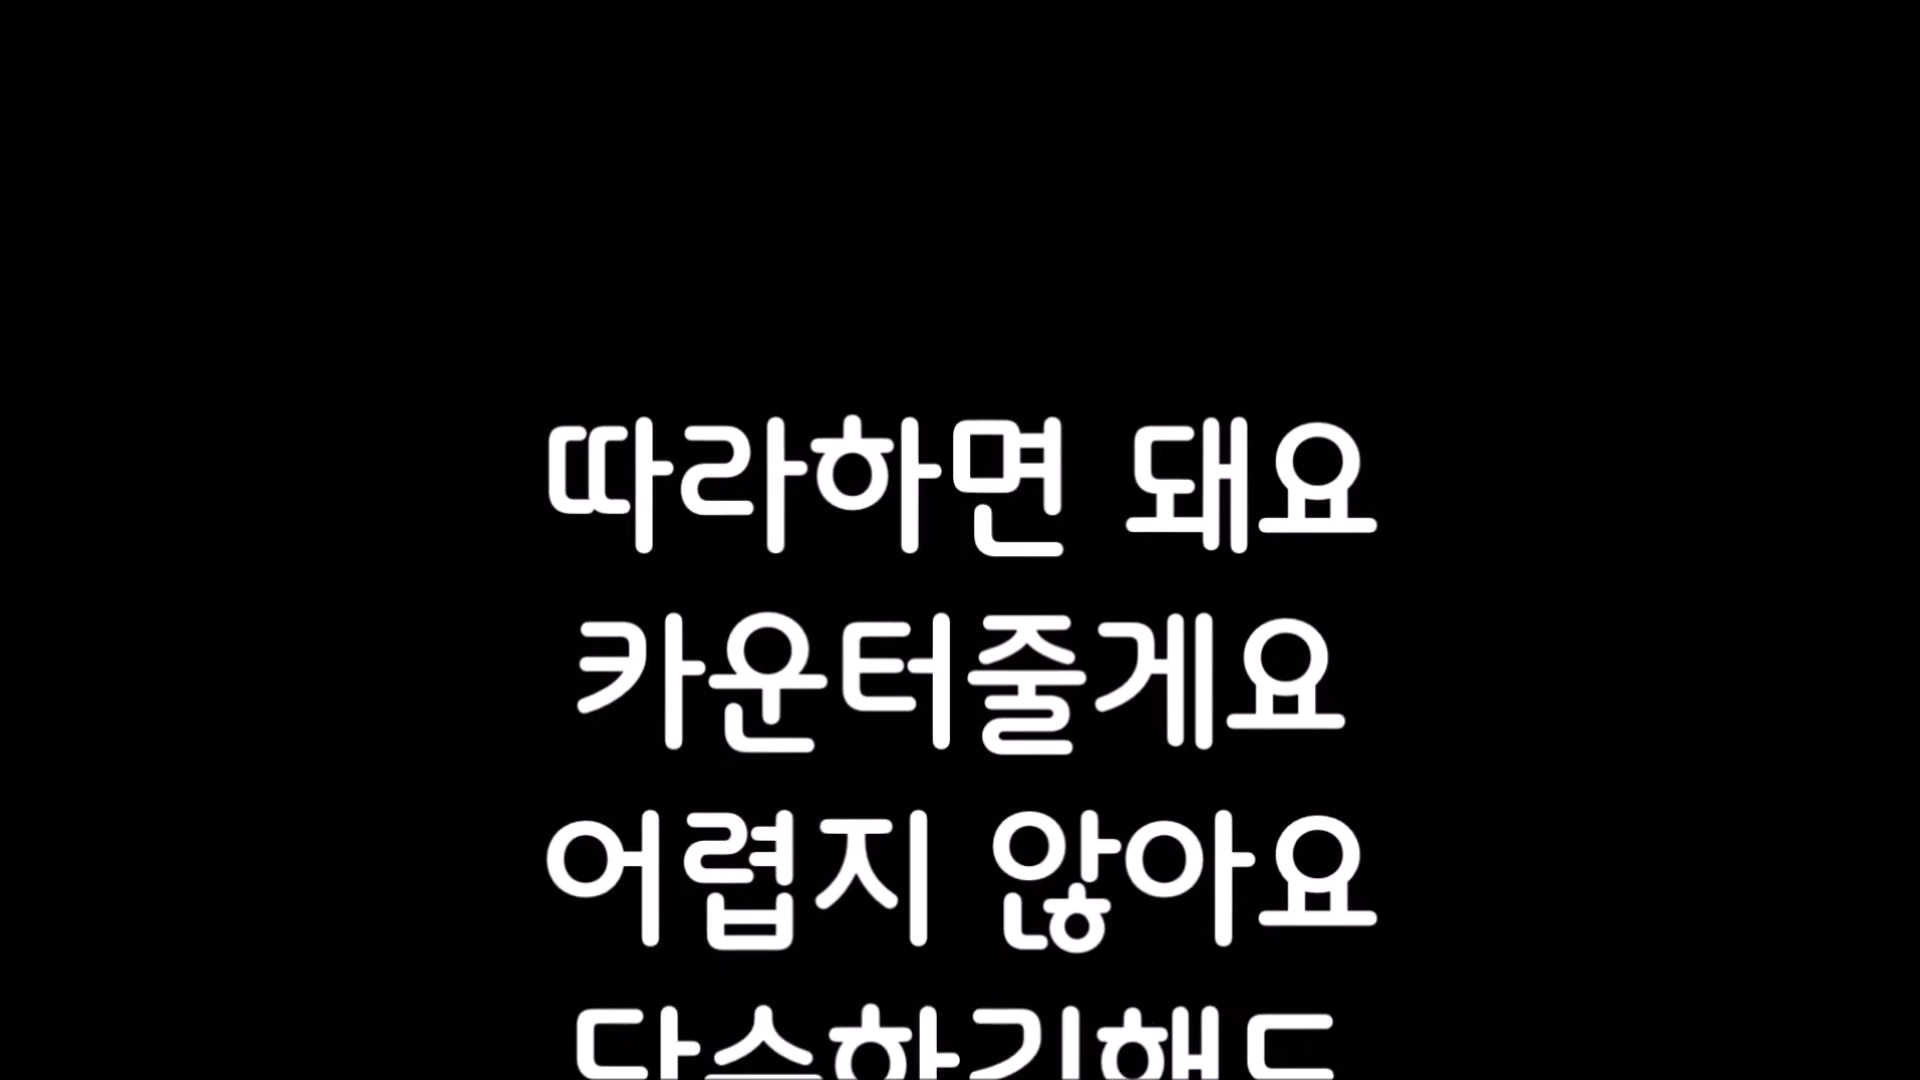 따라하면 돼요
카운터줄게요
어렵지 않아요